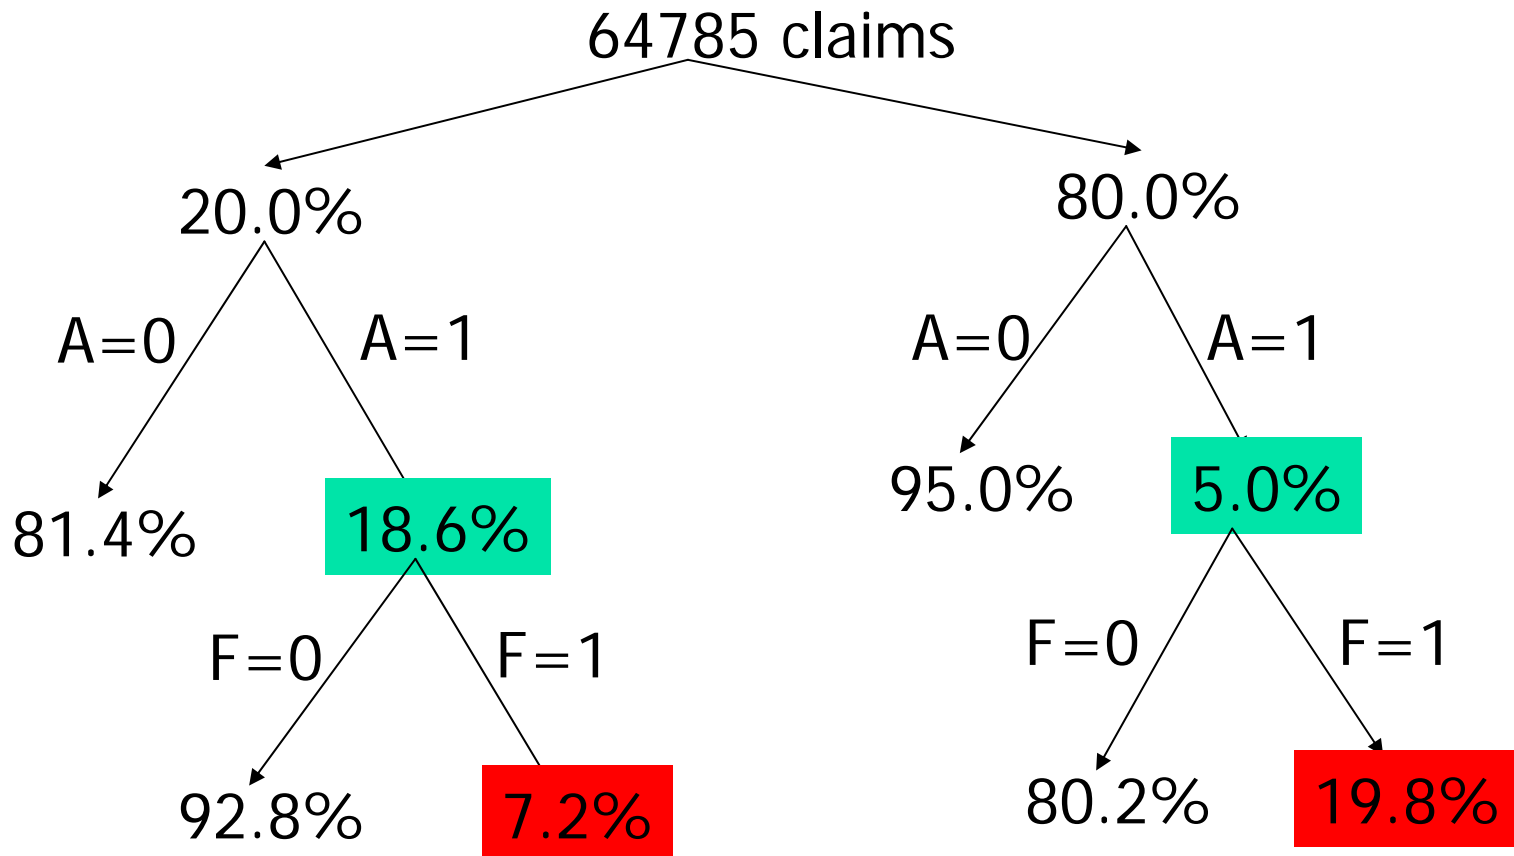 64785 claims
20.0%
80.0%
A=0
A=1
A=0
A=1
81.4%
18.6%
95.0%
5.0%
F=0
F=1
F=0
F=1
92.8%
7.2%
80.2%
19.8%